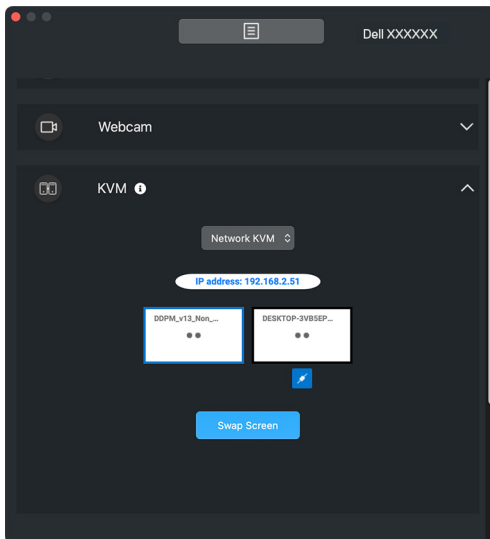 Dell XXXXXX
Webcam
KVM
Network KVM
IP address: 192.168.2.51
DDPM_v13_Non_...
DESKTOP-3VB5EP...
Swap Screen